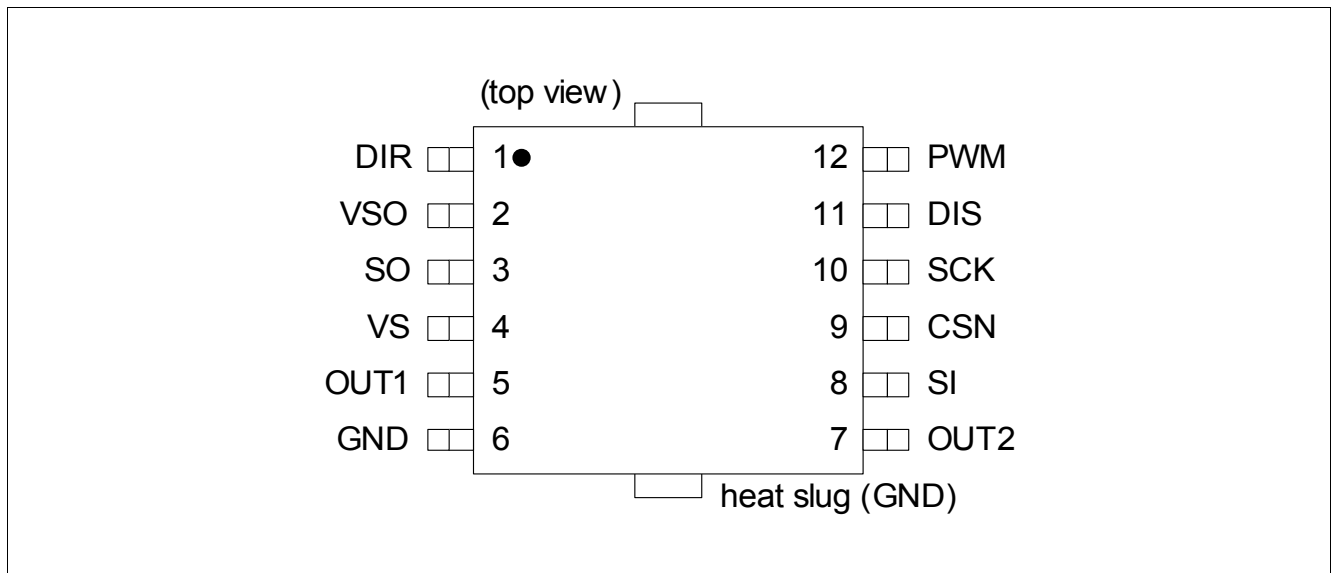 (top view)
DIR 1 12 PWM
VSO 2 11 DIS
SO 3 10 SCK
VS 4 9 CSN
OUT1 5 8 SI
GND 6 7 OUT2
heat slug (GND)